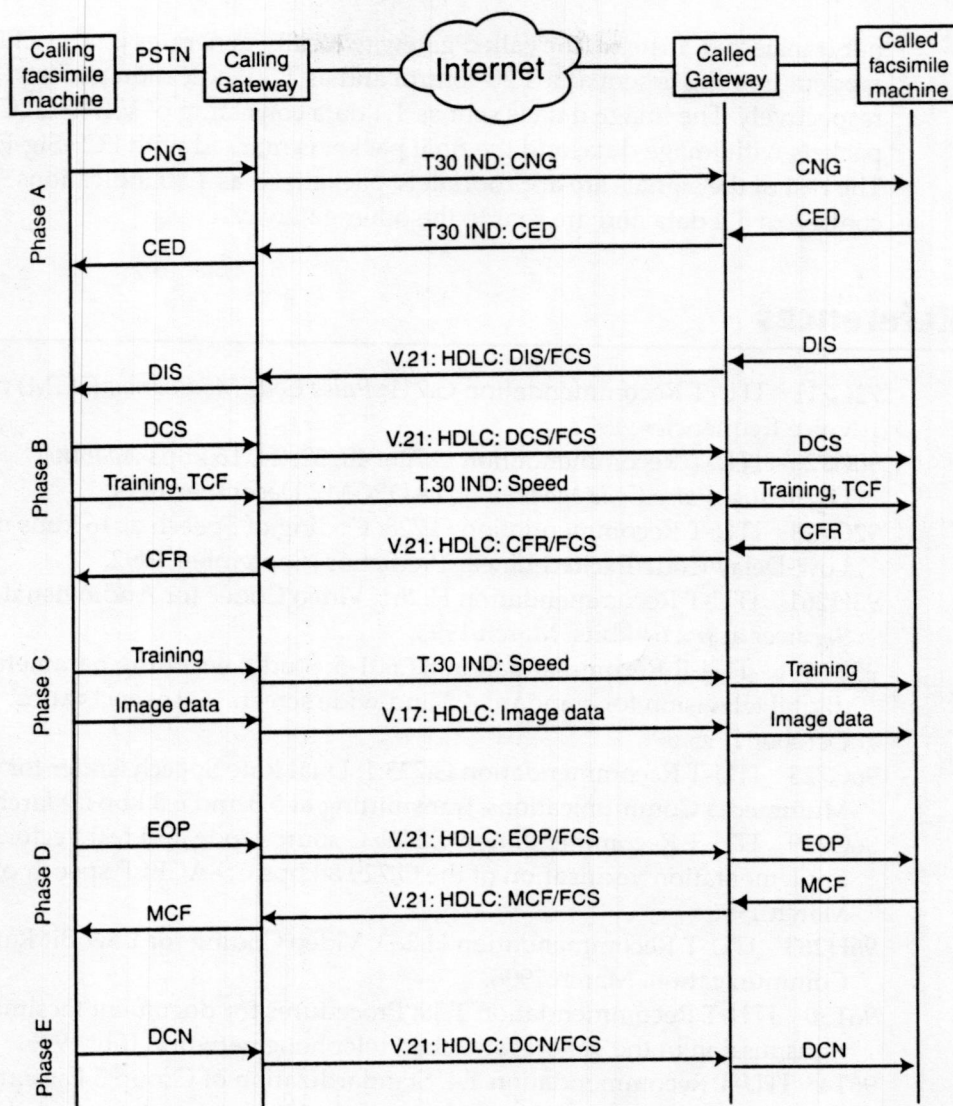 Calling
facsimile
machine
PSTN
Calling
Gateway
Internet
Called
Gateway
Called
facsimile
machine
Phase A
CNG
T30 IND: CNG
CNG
CED
T30 IND: CED
CED
Phase B
DIS
V.21: HDLC: DIS/FCS
DIS
DCS
V.21: HDLC: DCS/FCS
DCS
Training, TCF
T.30 IND: Speed
Training, TCF
CFR
V.21: HDLC: CFR/FCS
CFR
Phase C
Training
T.30 IND: Speed
Training
Image data
V.17: HDLC: Image data
Image data
Phase D
EOP
V.21: HDLC: EOP/FCS
EOP
MCF
V.21: HDLC: MCF/FCS
MCF
Phase E
DCN
V.21: HDLC: DCN/FCS
DCN